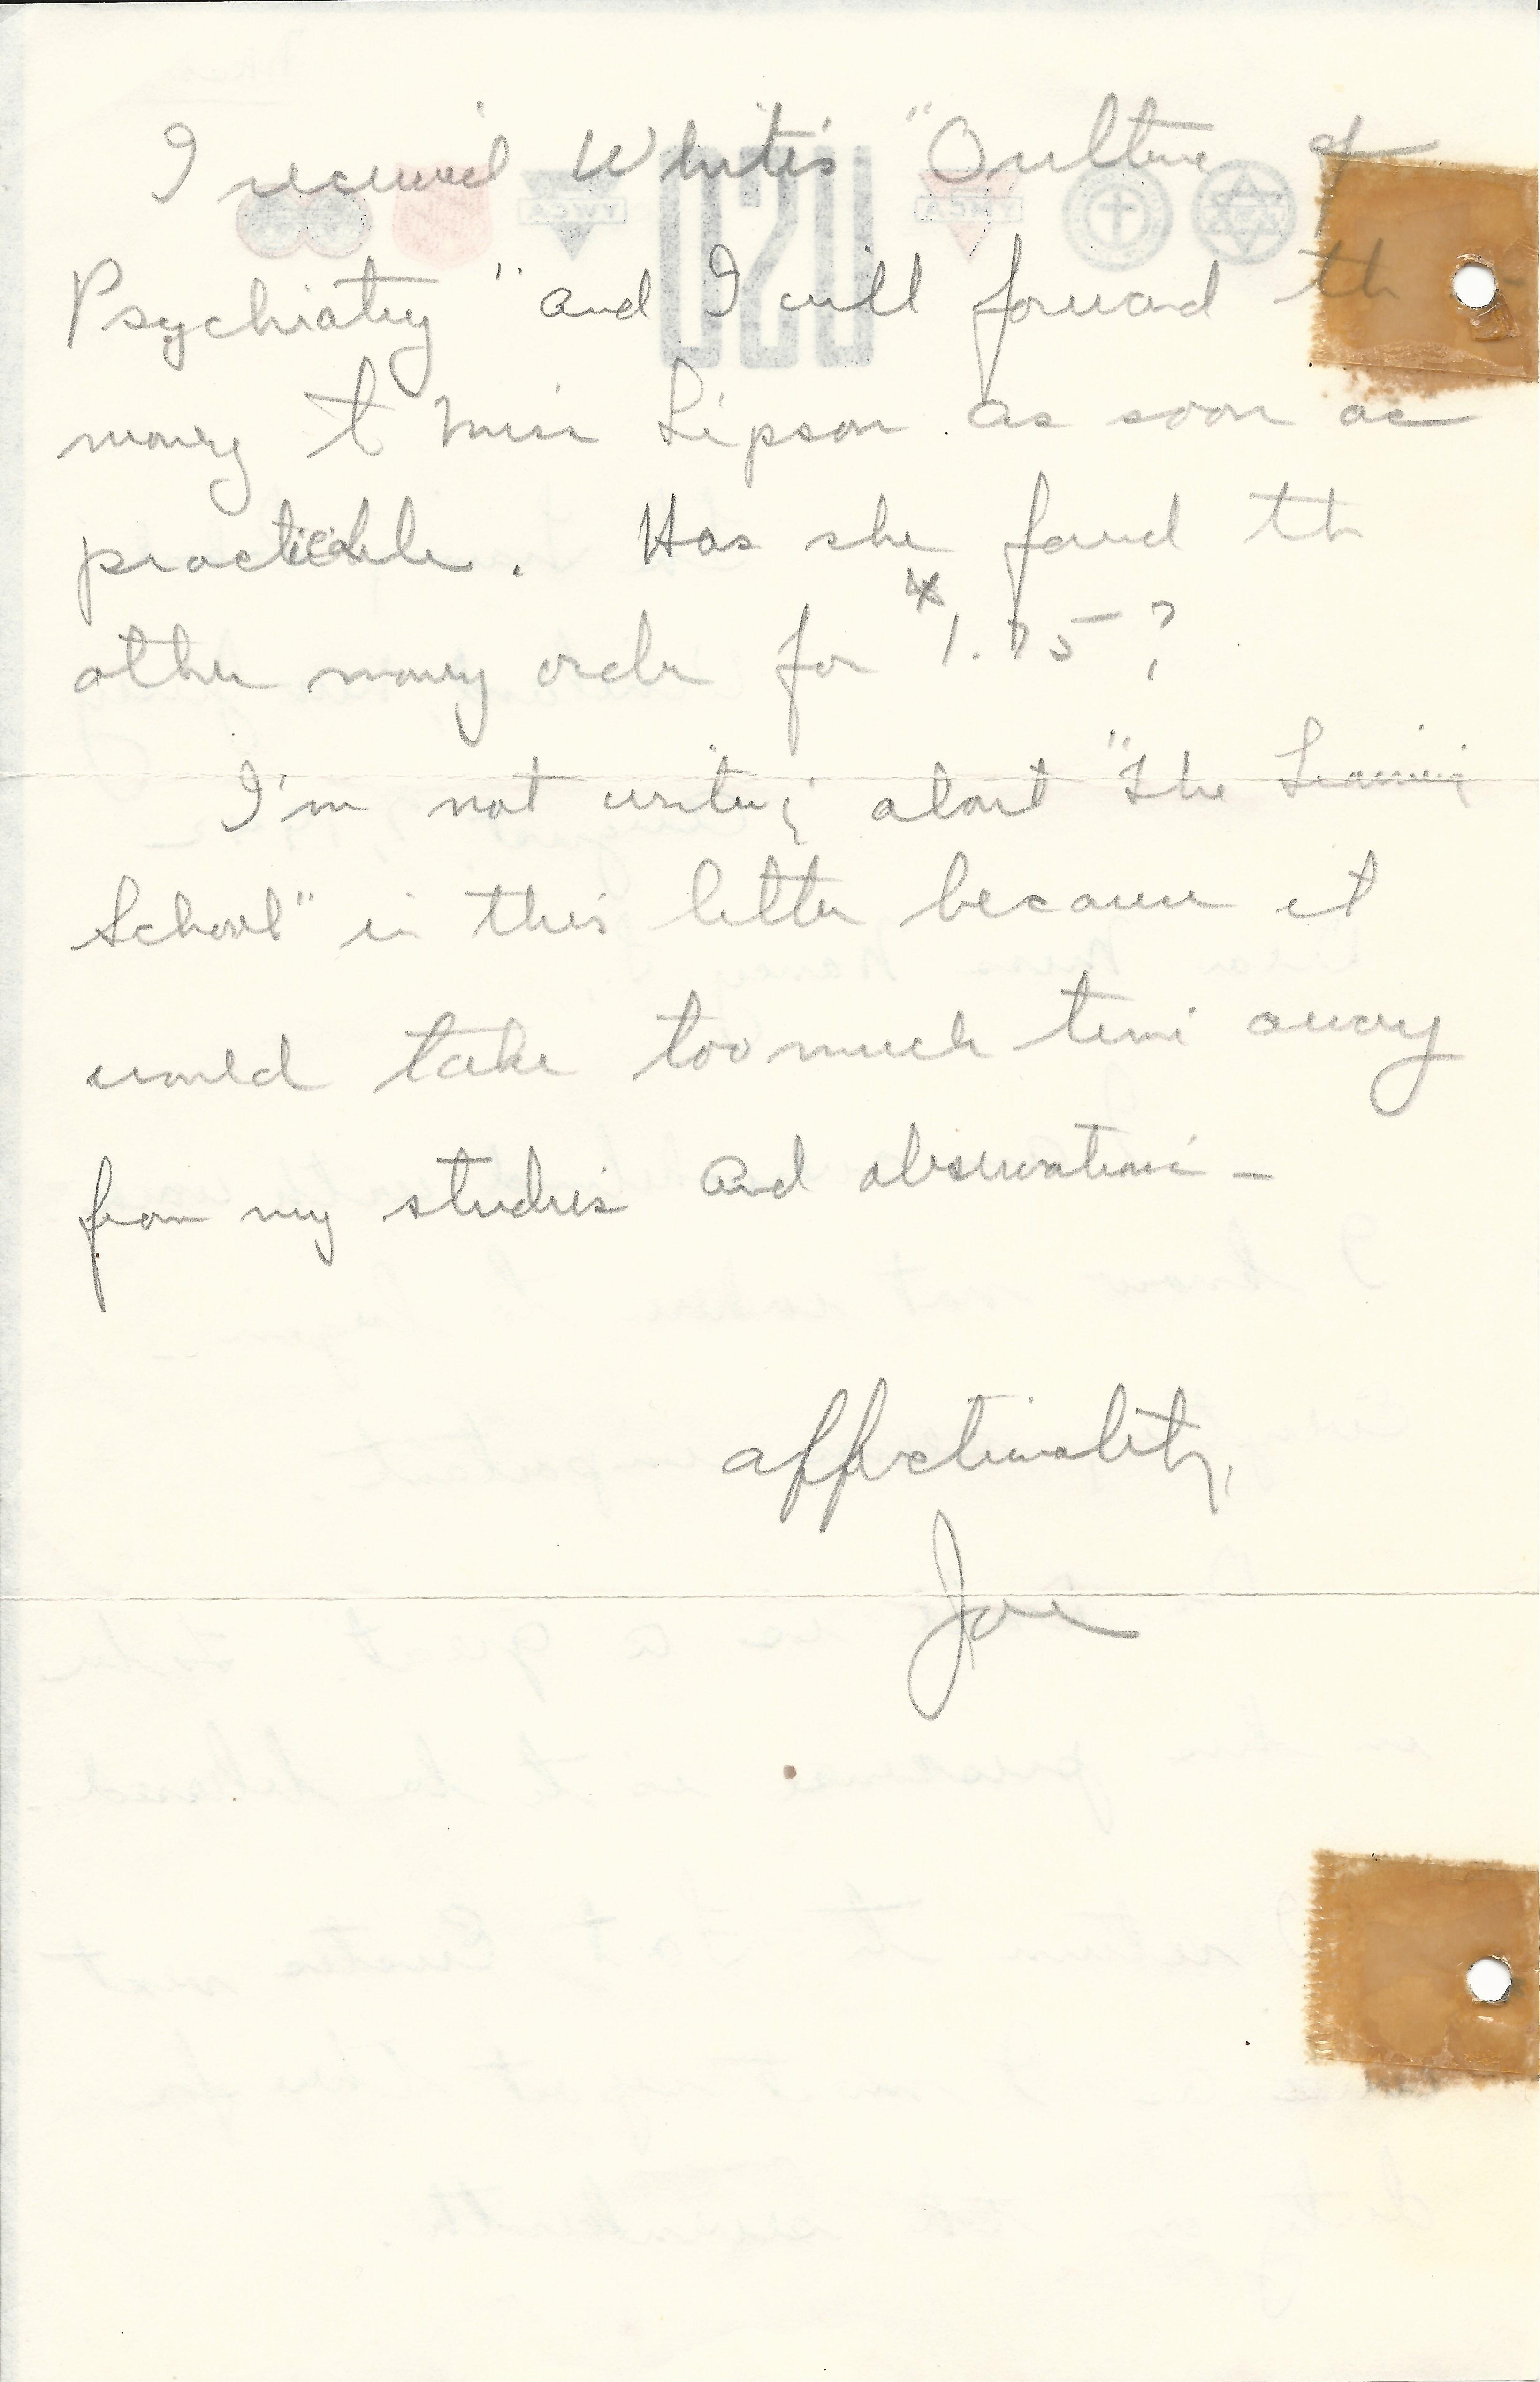 I received White's "Outline of
Psychiatry" and I will forward the
money to Miss Lipson as soon as
practicable. Has she found the
other money order for $1.75?
I'm not writing about "The Training
School" in this letter because it
would take too much time away
from my studies and observations –
affectionately,
Joe